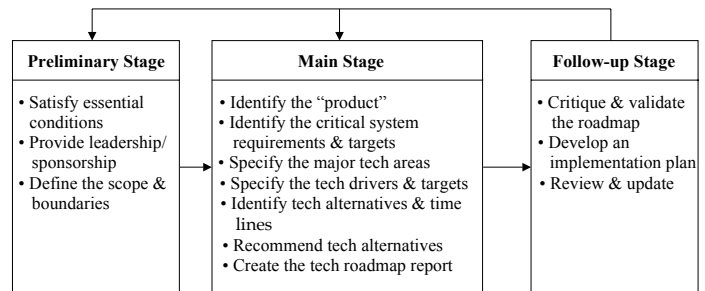 Preliminary Stage
• Satisfy essential
conditions
• Provide leadership/
sponsorship
• Define the scope &
boundaries
Main Stage
• Identify the “product”
• Identify the critical system
requirements & targets
• Specify the major tech areas
• Specify the tech drivers & targets
• Identify tech alternatives & time
lines
• Recommend tech alternatives
• Create the tech roadmap report
Follow-up Stage
• Critique & validate
the roadmap
• Develop an
implementation plan
• Review & update